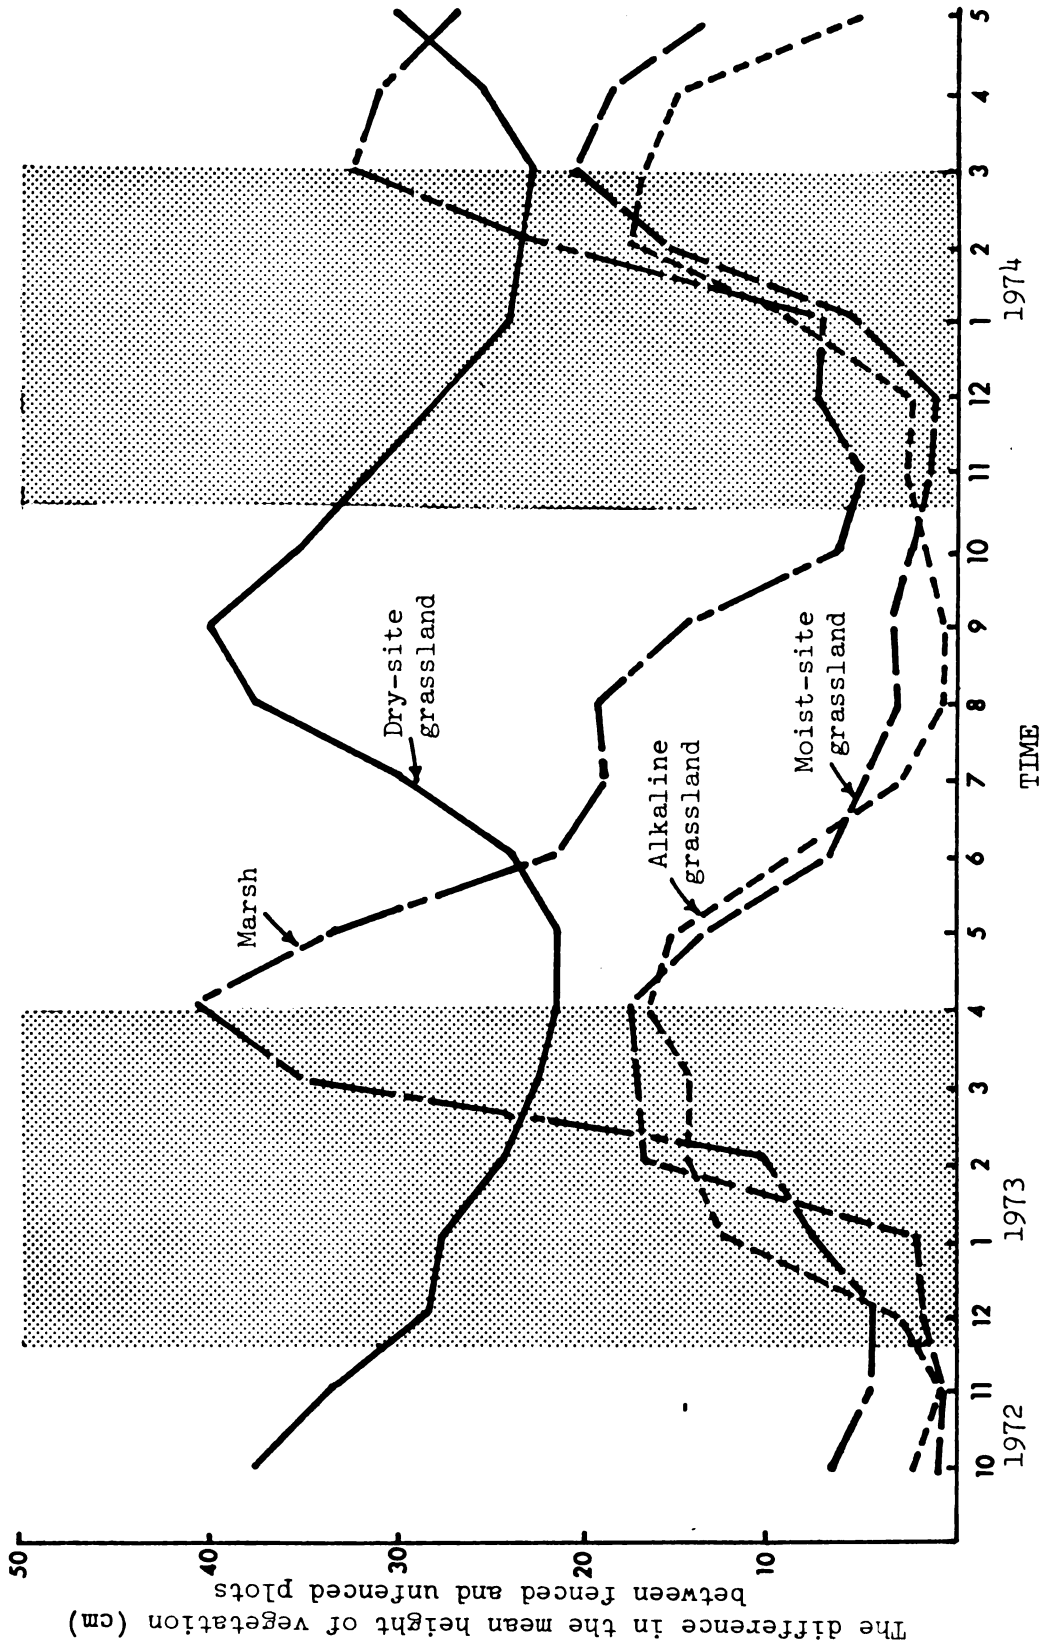 The difference in the mean height of vegetation (cm)
between fenced and unfenced plots
50
40
30
20
10
Marsh
Dry-site
grassland
Alkaline
grassland
Moist-site
grassland
10 11 12 1 2 3 4 5 6 7 8 9 10 11 12 1 2 3 4 5
1972 1973 1974
TIME